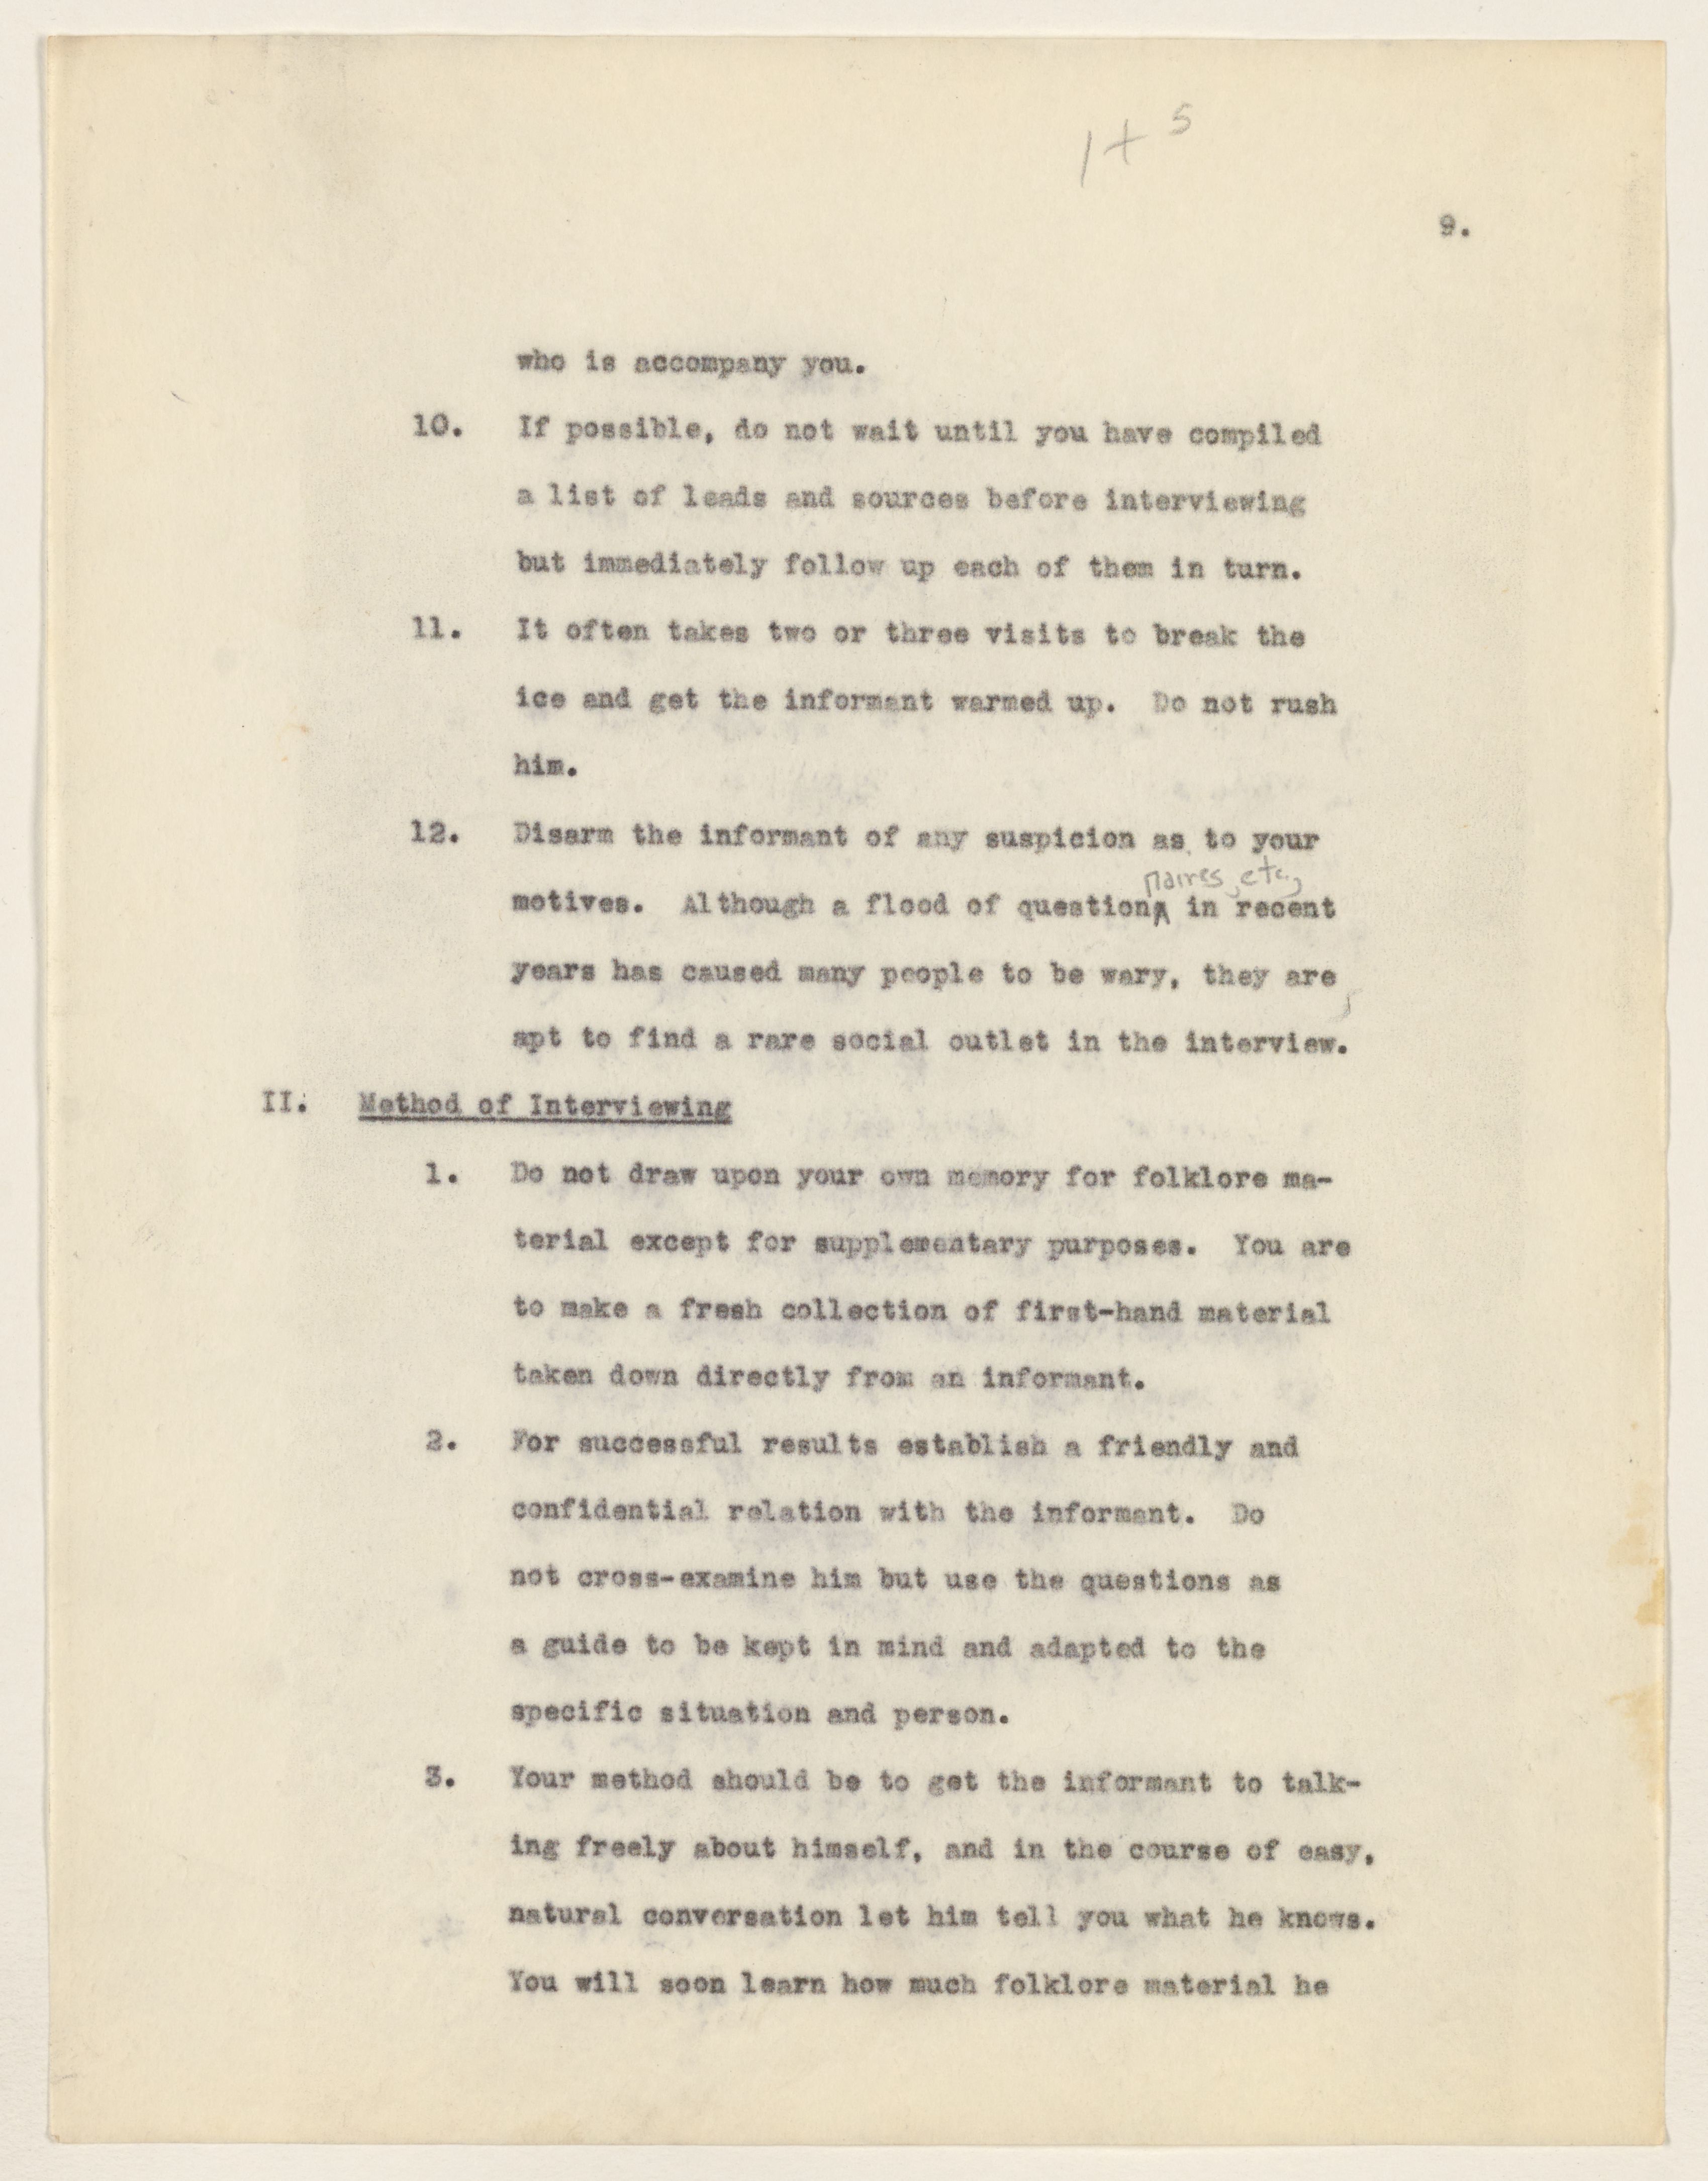 1+5
9.
who is accompany you.
10. If possible, do not wait until you have compiled
a list of leads and sources before interviewing
but immediately follow up each of them in turn.
11. It often takes two or three visits to break the
ice and get the informant warmed up.  Do not rush
him.
12. Disarm the informant of any suspicion as to your
naires, etc,
motives.  Although a flood of question in recent
years has caused many people to be wary, they are
apt to find a rare social outlet in the interview.
II. Method of Interviewing
1. Do not draw upon your own memory for folklore ma-
terial except for supplementary purposes.  You are
to make a fresh collection of first-hand material
taken down directly from an informant.
2. For successful results establish a friendly and
confidential relation with the informant.  Do
not cross-examine him but use the questions as
a guide to be kept in mind and adapted to the
specific situation and person.
3. Your method should be to get the informant to talk-
ing freely about himself, and in the course of easy,
natural conversation let him tell you what he knows.
You will soon learn how much folklore material he